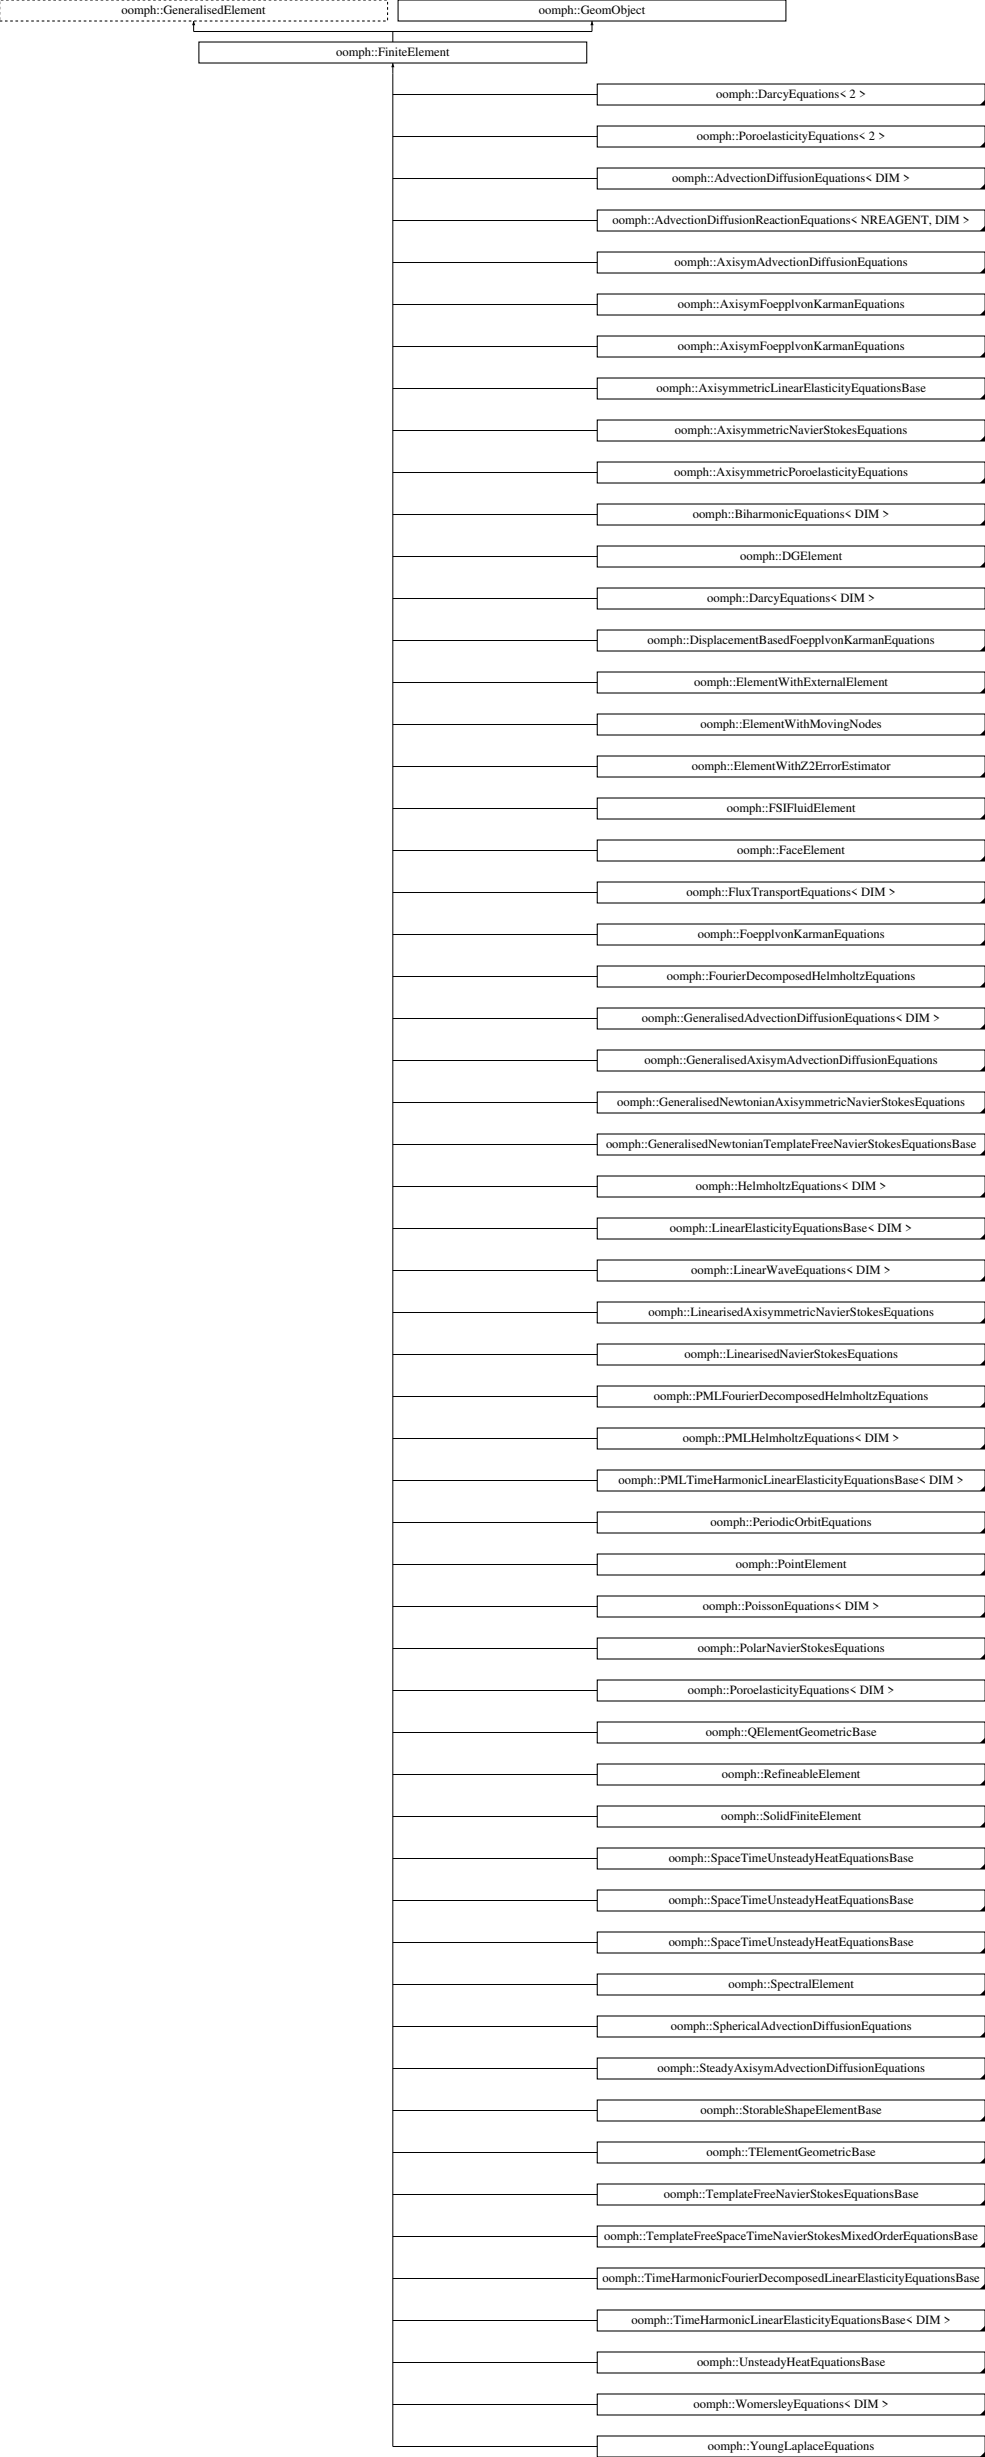 oomph::GeneralisedElement
oomph::GeomObject
oomph::FiniteElement
oomph::DarcyEquations< 2 >
oomph::PoroelasticityEquations< 2 >
oomph::AdvectionDiffusionEquations< DIM >
oomph::AdvectionDiffusionReactionEquations< NREAGENT, DIM >
oomph::AxisymAdvectionDiffusionEquations
oomph::AxisymFoepplvonKarmanEquations
oomph::AxisymFoepplvonKarmanEquations
oomph::AxisymmetricLinearElasticityEquationsBase
oomph::AxisymmetricNavierStokesEquations
oomph::AxisymmetricPoroelasticityEquations
oomph::BiharmonicEquations< DIM >
oomph::DGElement
oomph::DarcyEquations< DIM >
oomph::DisplacementBasedFoepplvonKarmanEquations
oomph::ElementWithExternalElement
oomph::ElementWithMovingNodes
oomph::ElementWithZ2ErrorEstimator
oomph::FSIFluidElement
oomph::FaceElement
oomph::FluxTransportEquations< DIM >
oomph::FoepplvonKarmanEquations
oomph::FourierDecomposedHelmholtzEquations
oomph::GeneralisedAdvectionDiffusionEquations< DIM >
oomph::GeneralisedAxisymAdvectionDiffusionEquations
oomph::GeneralisedNewtonianAxisymmetricNavierStokesEquations
oomph::GeneralisedNewtonianTemplateFreeNavierStokesEquationsBase
oomph::HelmholtzEquations< DIM >
oomph::LinearElasticityEquationsBase< DIM >
oomph::LinearWaveEquations< DIM >
oomph::LinearisedAxisymmetricNavierStokesEquations
oomph::LinearisedNavierStokesEquations
oomph::PMLFourierDecomposedHelmholtzEquations
oomph::PMLHelmholtzEquations< DIM >
oomph::PMLTimeHarmonicLinearElasticityEquationsBase< DIM >
oomph::PeriodicOrbitEquations
oomph::PointElement
oomph::PoissonEquations< DIM >
oomph::PolarNavierStokesEquations
oomph::PoroelasticityEquations< DIM >
oomph::QElementGeometricBase
oomph::RefineableElement
oomph::SolidFiniteElement
oomph::SpaceTimeUnsteadyHeatEquationsBase
oomph::SpaceTimeUnsteadyHeatEquationsBase
oomph::SpaceTimeUnsteadyHeatEquationsBase
oomph::SpectralElement
oomph::SphericalAdvectionDiffusionEquations
oomph::SteadyAxisymAdvectionDiffusionEquations
oomph::StorableShapeElementBase
oomph::TElementGeometricBase
oomph::TemplateFreeNavierStokesEquationsBase
oomph::TemplateFreeSpaceTimeNavierStokesMixedOrderEquationsBase
oomph::TimeHarmonicFourierDecomposedLinearElasticityEquationsBase
oomph::TimeHarmonicLinearElasticityEquationsBase< DIM >
oomph::UnsteadyHeatEquationsBase
oomph::WomersleyEquations< DIM >
oomph::YoungLaplaceEquations